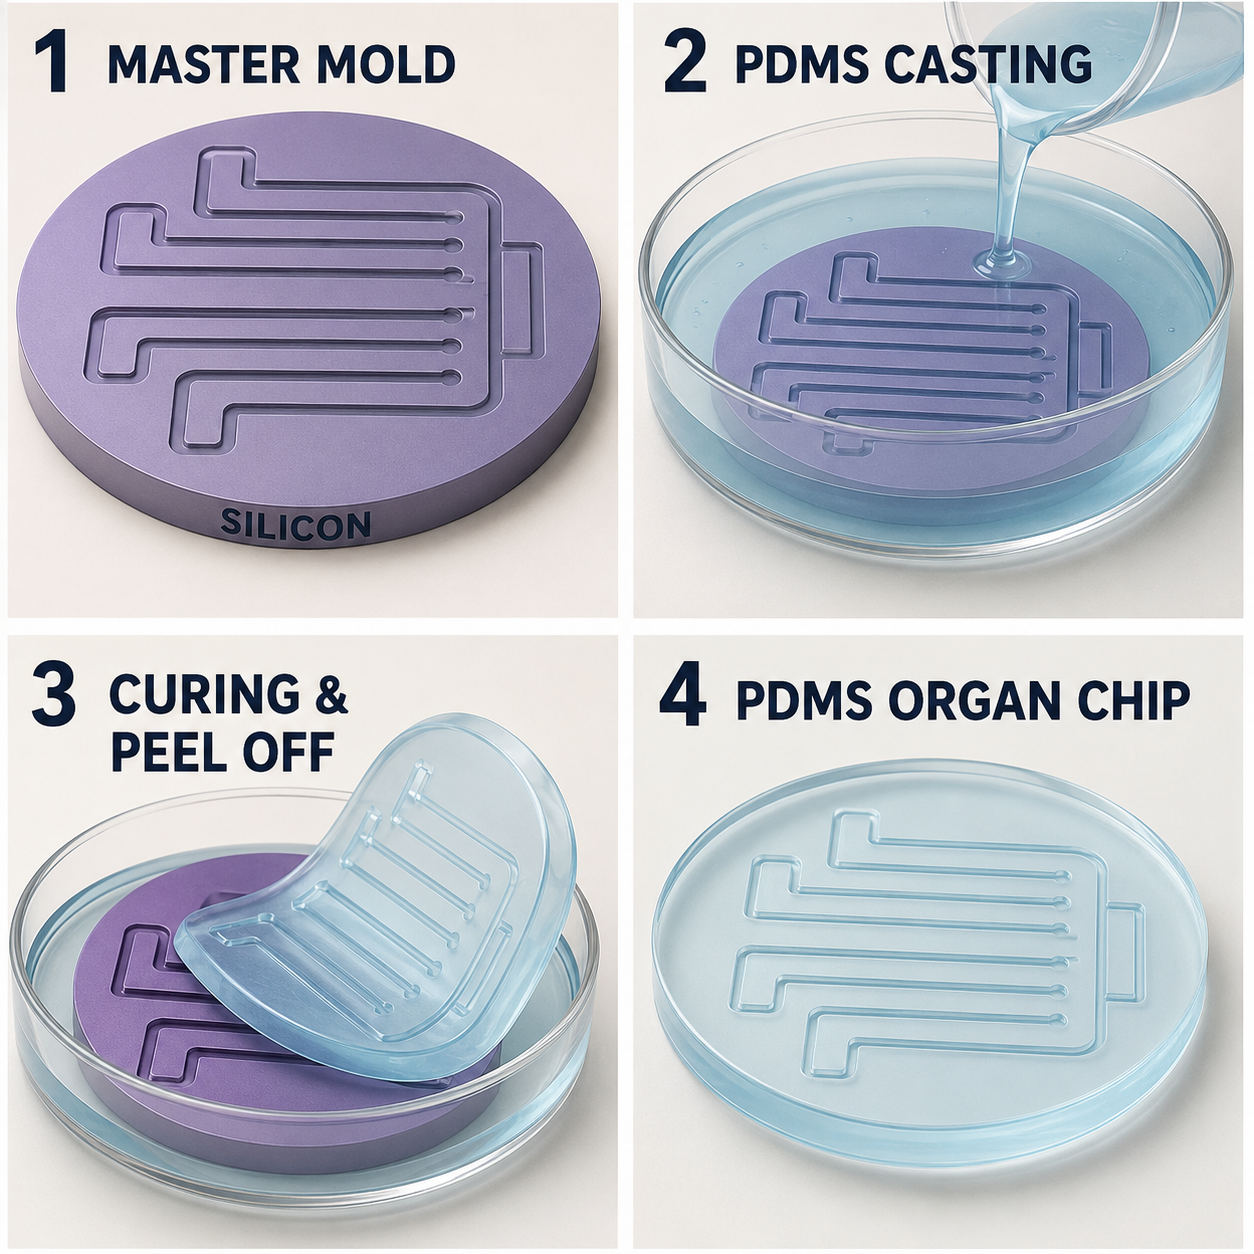 1 MASTER MOLD
SILICON
2 PDMS CASTING
3 CURING &
PEEL OFF
4 PDMS ORGAN CHIP